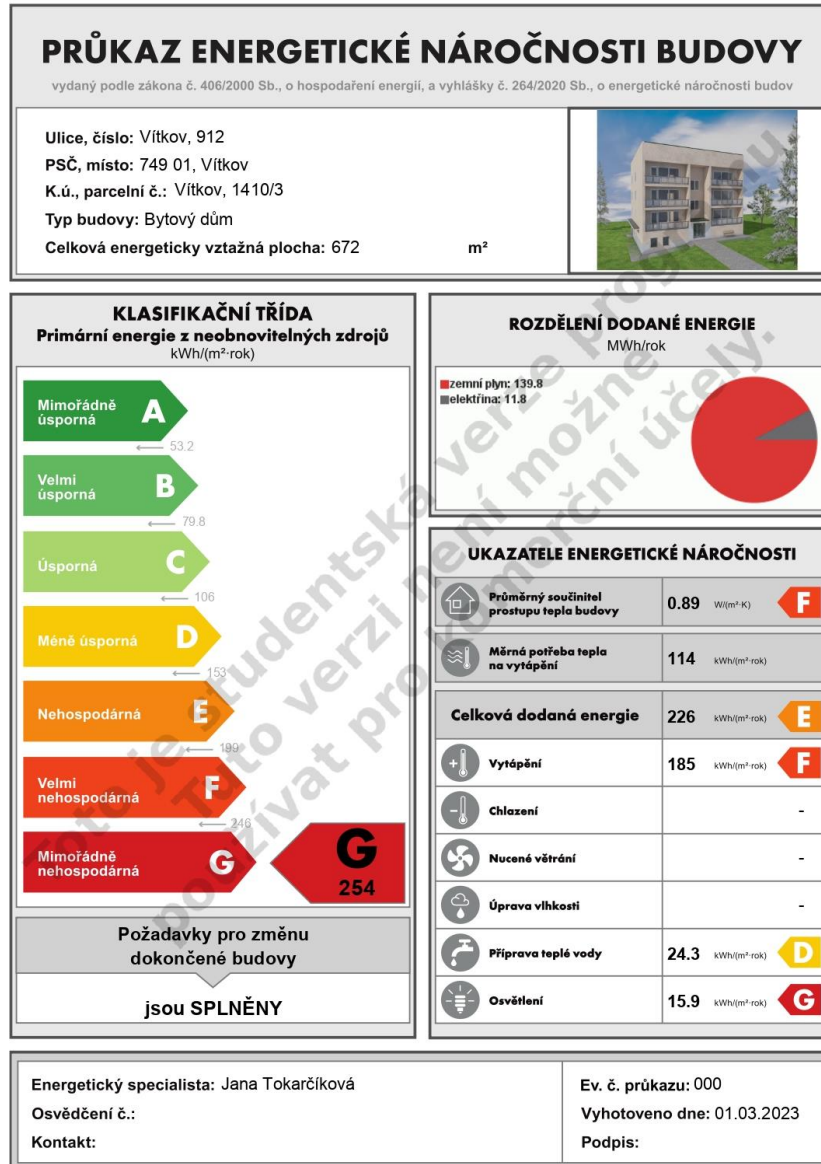 PRŮKAZ ENERGETICKÉ NÁROČNOSTI BUDOVY
vydaný podle zákona č. 406/2000 Sb., o hospodaření energií, a vyhlášky č. 264/2020 Sb., o energetické náročnosti budov
Ulice, číslo: Vítkov, 912
PSČ, místo: 749 01, Vítkov
K.ú., parcelní č.: Vítkov, 1410/3
Typ budovy: Bytový dům
Celková energeticky vztažná plocha: 672 m²
KLASIFIKAČNÍ TŘÍDA
Primární energie z neobnovitelných zdrojů
kWh/(m²·rok)
Mimořádně
úsporná
A
53.2
Velmi
úsporná
B
79.8
Úsporná
C
106
Méně úsporná
D
153
Nehospodárná
E
199
Velmi
nehospodárná
F
246
Mimořádně
nehospodárná
G
G
254
Požadavky pro změnu
dokončené budovy
jsou SPLNĚNY
ROZDĚLENÍ DODANÉ ENERGIE
MWh/rok
zemní plyn: 139.8
elektřina: 11.8
UKAZATELE ENERGETICKÉ NÁROČNOSTI
Průměrný součinitel
prostupu tepla budovy
0.89 W/(m²·K) F
Měrná potřeba tepla
na vytápění
114 kWh/(m²·rok)
Celková dodaná energie 226 kWh/(m²·rok) E
Vytápění 185 kWh/(m²·rok) F
Chlazení -
Nucené větrání -
Úprava vlhkosti -
Příprava teplé vody 24.3 kWh/(m²·rok) D
Osvětlení 15.9 kWh/(m²·rok) G
Energetický specialista: Jana Tokarčíková
Osvědčení č.:
Kontakt:
Ev. č. průkazu: 000
Vyhotoveno dne: 01.03.2023
Podpis:
Toto je studentská verze programu.
Tuto verzi není možné
používat pro komerční účely.